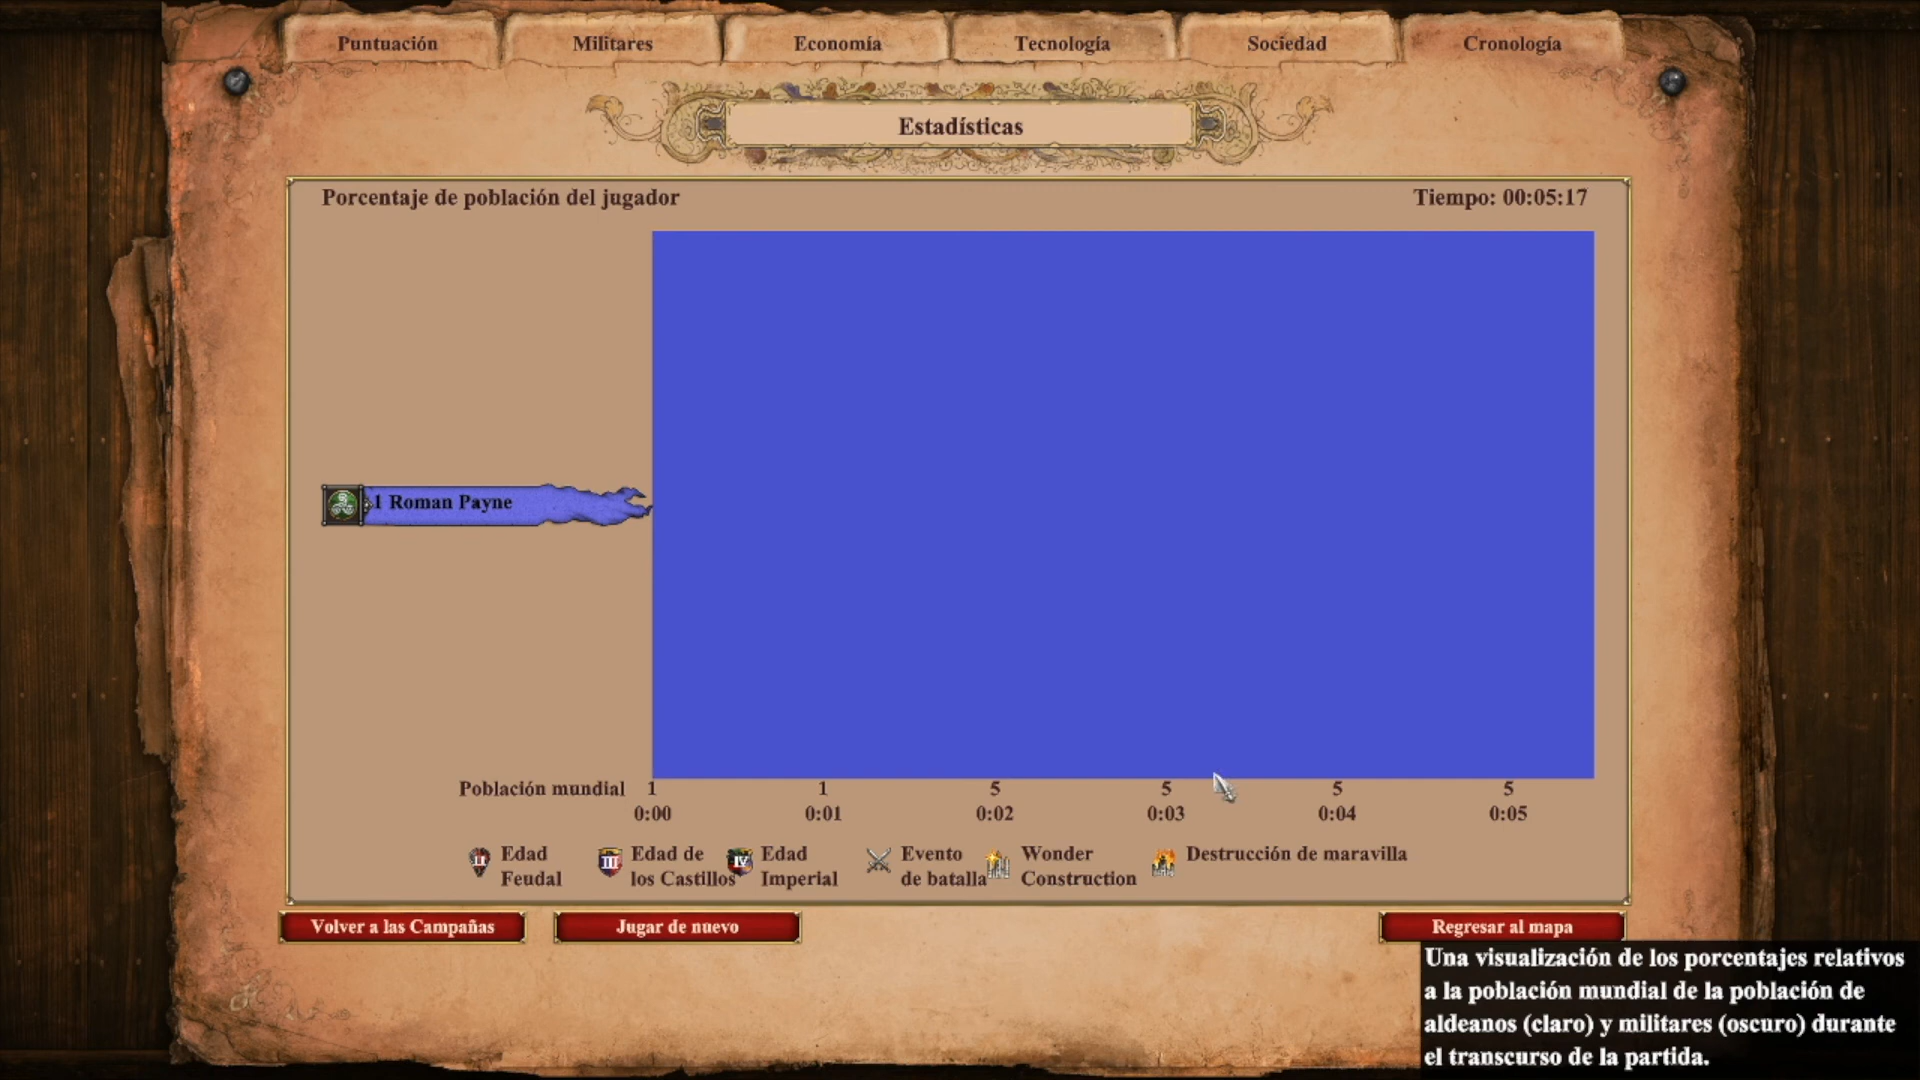 Puntuación
Militares
Economía
Tecnología
Sociedad
Cronología
Estadísticas
Porcentaje de población del jugador
Tiempo: 00:05:17
1 Roman Payne
Población mundial 1 1 5 5 5 5
0:00 0:01 0:02 0:03 0:04 0:05
II Edad
Feudal
III Edad de
los Castillos
IV Edad
Imperial
Evento
de batalla
Wonder
Construction
Destrucción de maravilla
Volver a las Campañas
Jugar de nuevo
Regresar al mapa
Una visualización de los porcentajes relativos
a la población mundial de la población de
aldeanos (claro) y militares (oscuro) durante
el transcurso de la partida.